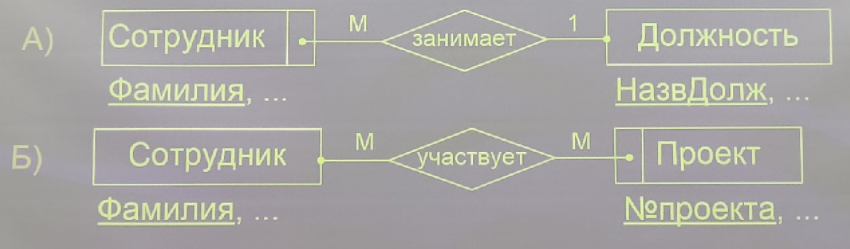 А) Сотрудник М занимает 1 Должность
Фамилия, ... НазвДолж, ...
Б) Сотрудник М участвует М Проект
Фамилия, ... №проекта, ...